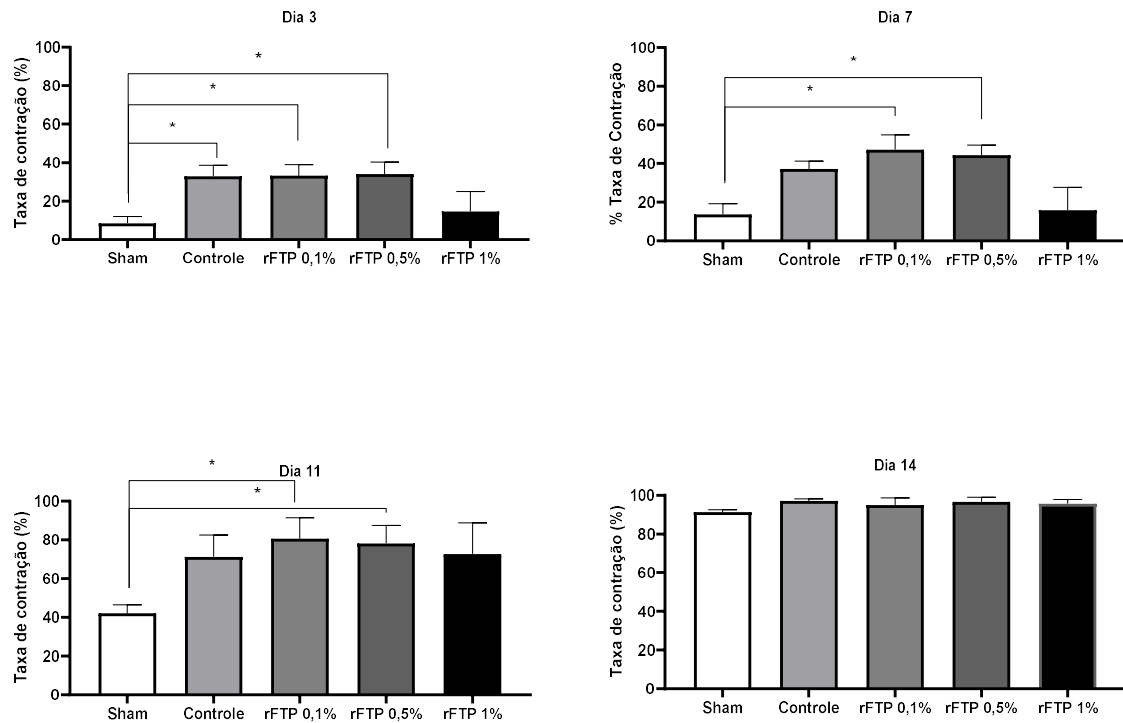 Dia 3
Taxa de contração (%)
100
80
60
40
20
0
*
*
*
Sham Controle rFTP 0,1% rFTP 0,5% rFTP 1%
Dia 7
% Taxa de Contração
100
80
60
40
20
0
*
*
Sham Controle rFTP 0,1% rFTP 0,5% rFTP 1%
Dia 11
Taxa de contração (%)
100
80
60
40
20
0
*
*
Sham Controle rFTP 0,1% rFTP 0,5% rFTP 1%
Dia 14
Taxa de contração (%)
100
80
60
40
20
0
Sham Controle rFTP 0,1% rFTP 0,5% rFTP 1%